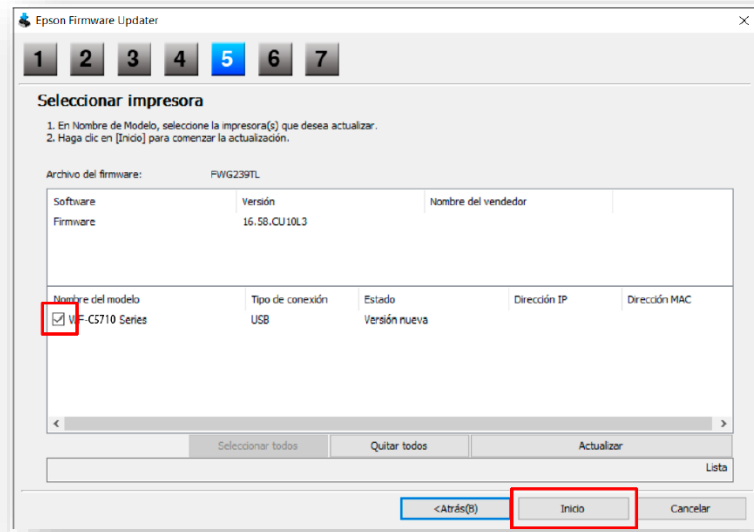 Epson Firmware Updater
1 2 3 4 5 6 7
Seleccionar impresora
1. En Nombre de Modelo, seleccione la impresora(s) que desea actualizar.
2. Haga clic en [Inicio] para comenzar la actualización.
Archivo del firmware: FWG239TL
Software Versión Nombre del vendedor
Firmware 16.58.CU10L3
Nombre del modelo Tipo de conexión Estado Dirección IP Dirección MAC
WF-C5710 Series USB Versión nueva
Seleccionar todos Quitar todos Actualizar
Lista
<Atrás(B) Inicio Cancelar